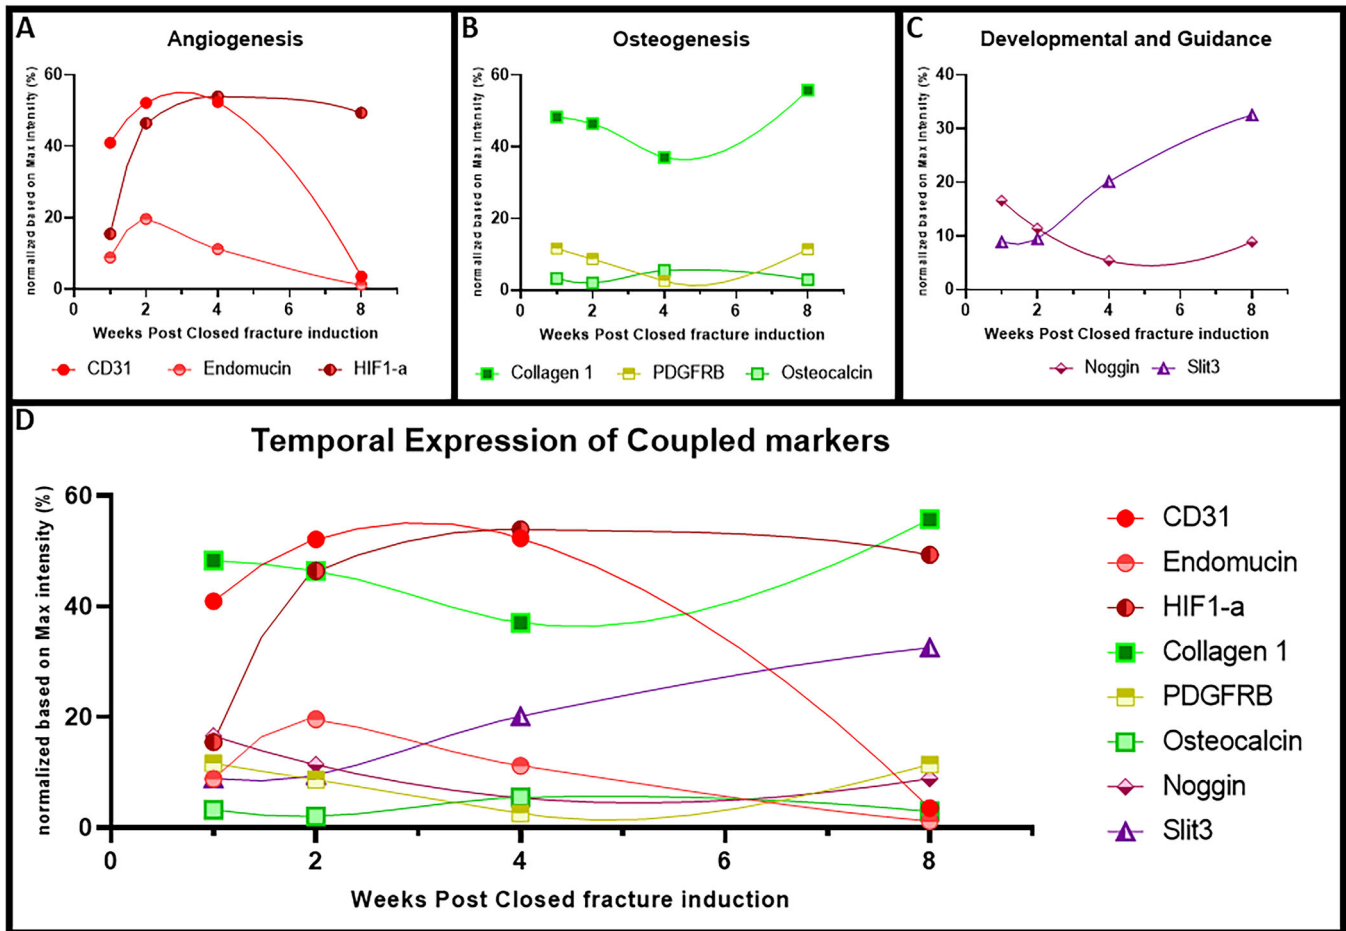 A
Angiogenesis
normalized based on Max intensity (%)
60
40
20
0
0
2
4
6
8
Weeks Post Closed fracture induction
CD31
Endomucin
HIF1-a
B
Osteogenesis
normalized based on Max intensity (%)
60
40
20
0
0
2
4
6
8
Weeks Post Closed fracture induction
Collagen 1
PDGFRB
Osteocalcin
C
Developmental and Guidance
normalized based on Max intensity (%)
40
30
20
10
0
0
2
4
6
8
Weeks Post Closed fracture induction
Noggin
Slit3
D
Temporal Expression of Coupled markers
normalized based on Max intensity (%)
60
40
20
0
0
2
4
6
8
Weeks Post Closed fracture induction
CD31
Endomucin
HIF1-a
Collagen 1
PDGFRB
Osteocalcin
Noggin
Slit3